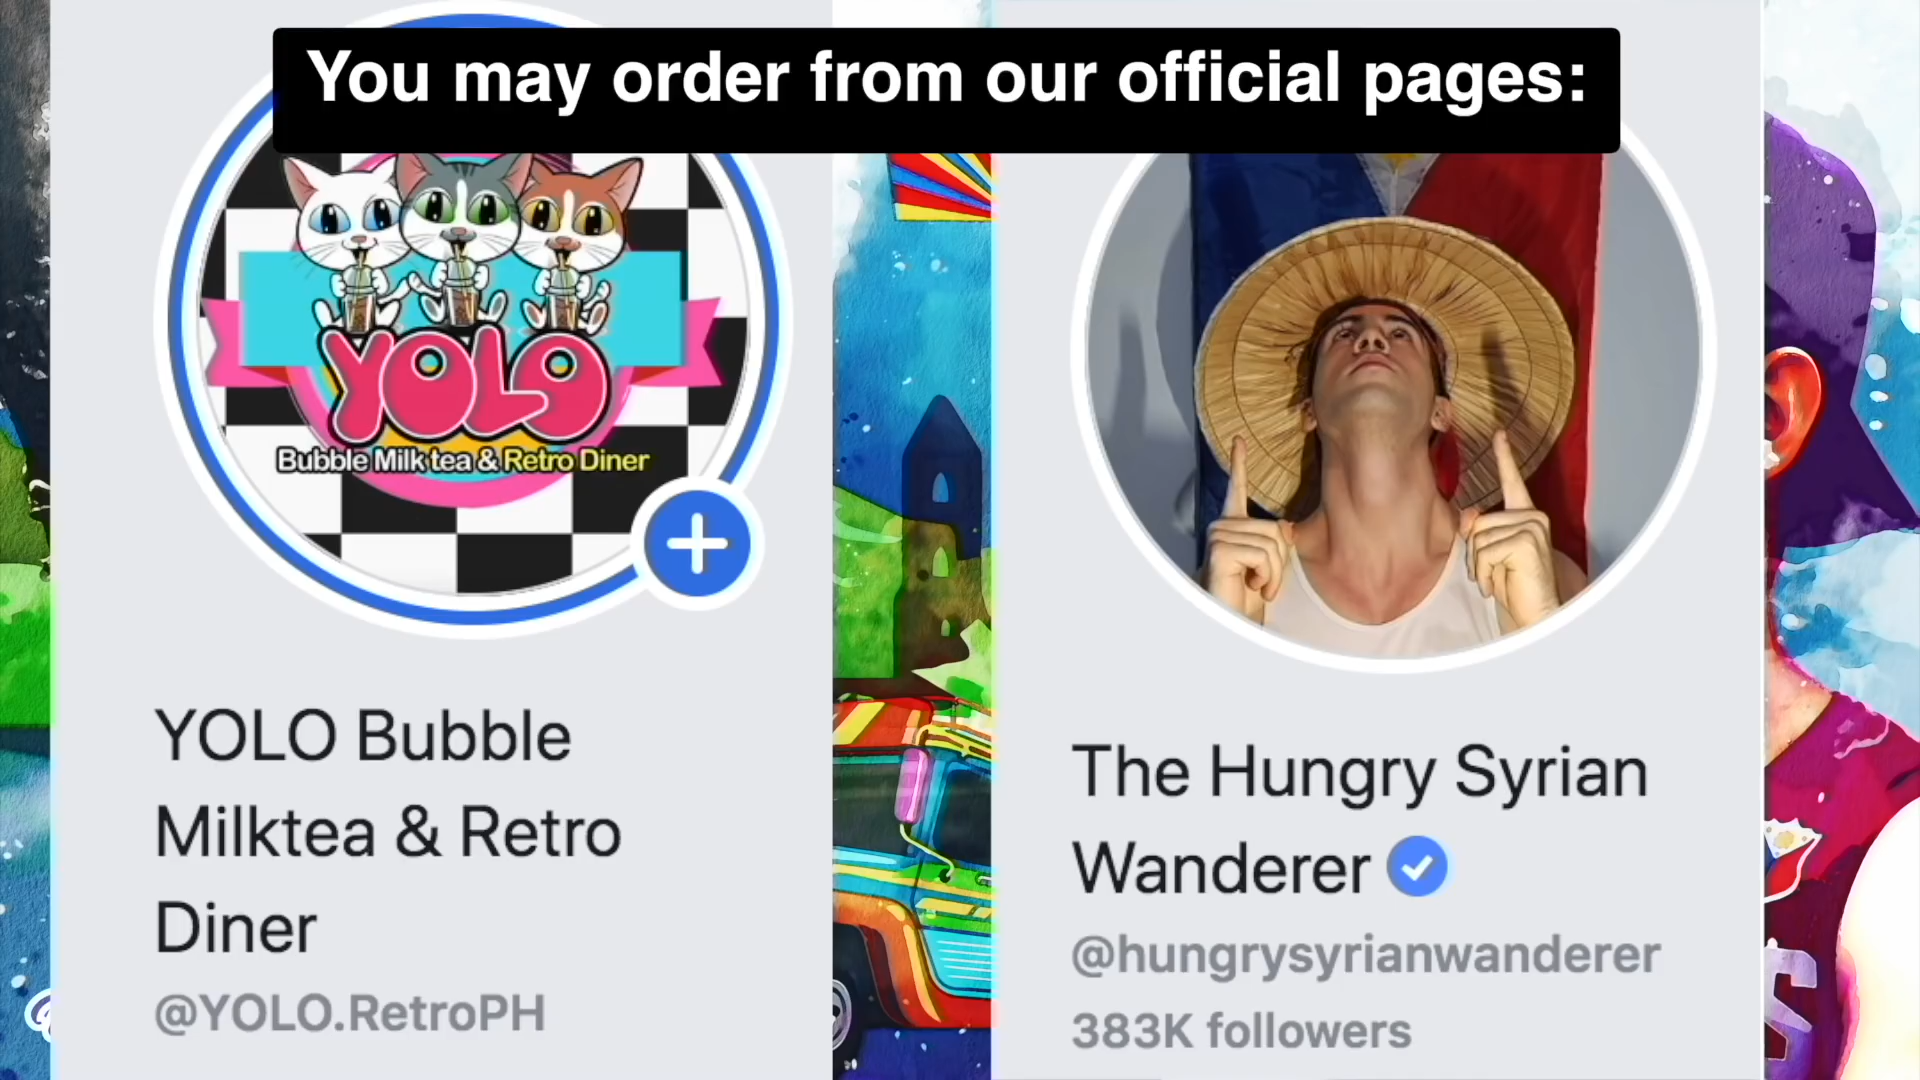 You may order from our official pages:
YOLO
Bubble Milk tea & Retro Diner
YOLO Bubble
Milktea & Retro
Diner
@YOLO.RetroPH
The Hungry Syrian
Wanderer
@hungrysyrianwanderer
383K followers